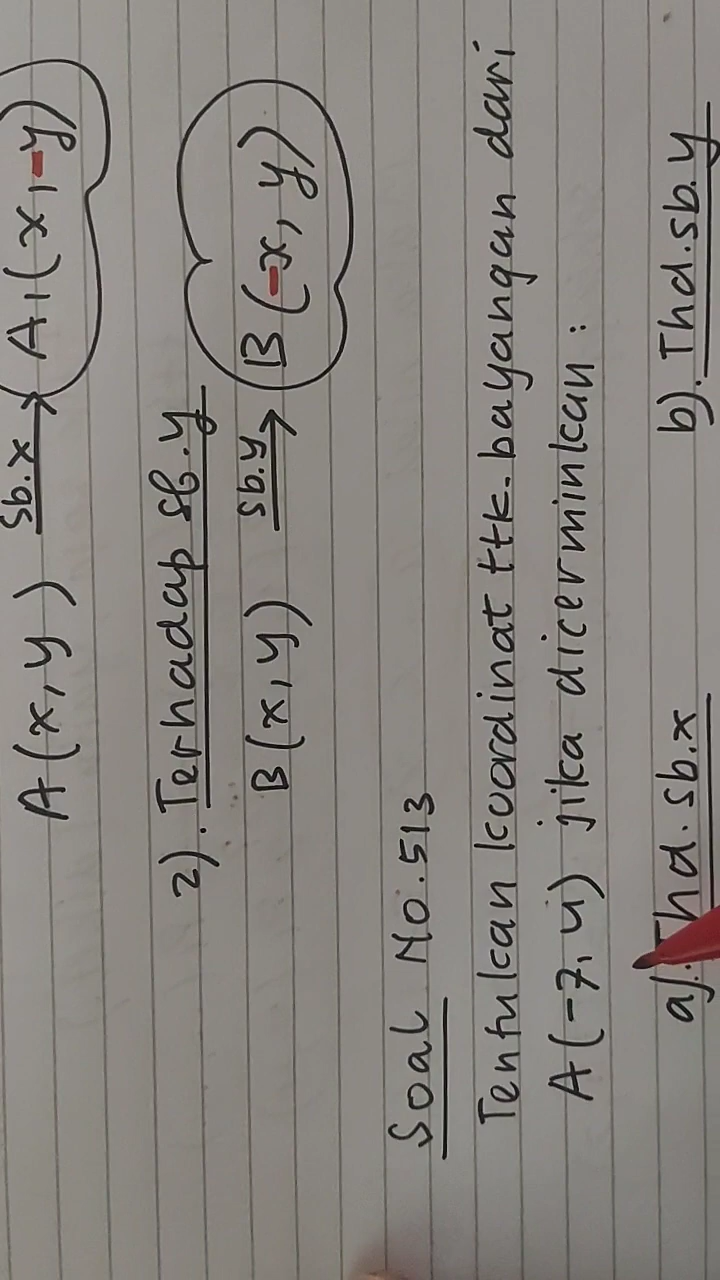 A(x, y) sb.x → A'(x, -y)
2). Terhadap sb.y
B(x, y) sb.y → B(-x, y)
Soal No.513
Tentukan koordinat ttk. bayangan dari
A(-7, 4) jika dicerminkan :
a). Thd. sb.x b). Thd. sb.y